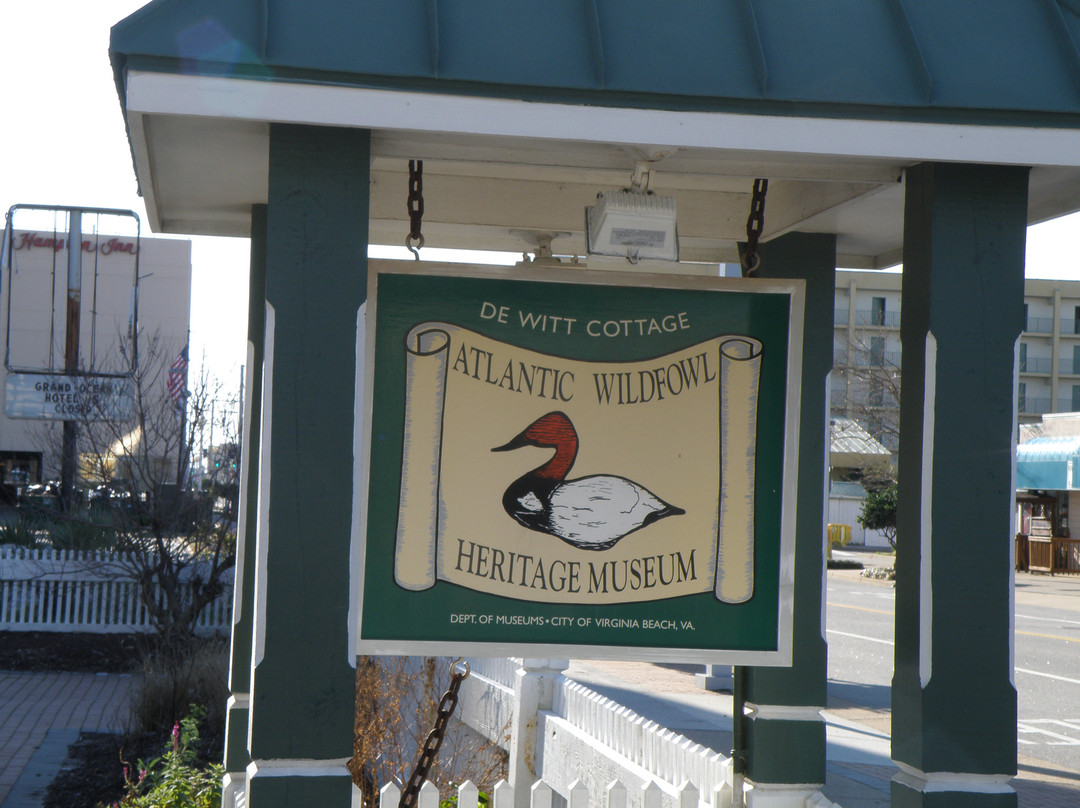 Hampton Inn
GRAND OCEAN
HOTEL IS
CLOSED
DE WITT COTTAGE
ATLANTIC WILDFOWL
HERITAGE MUSEUM
DEPT. OF MUSEUMS • CITY OF VIRGINIA BEACH, VA.